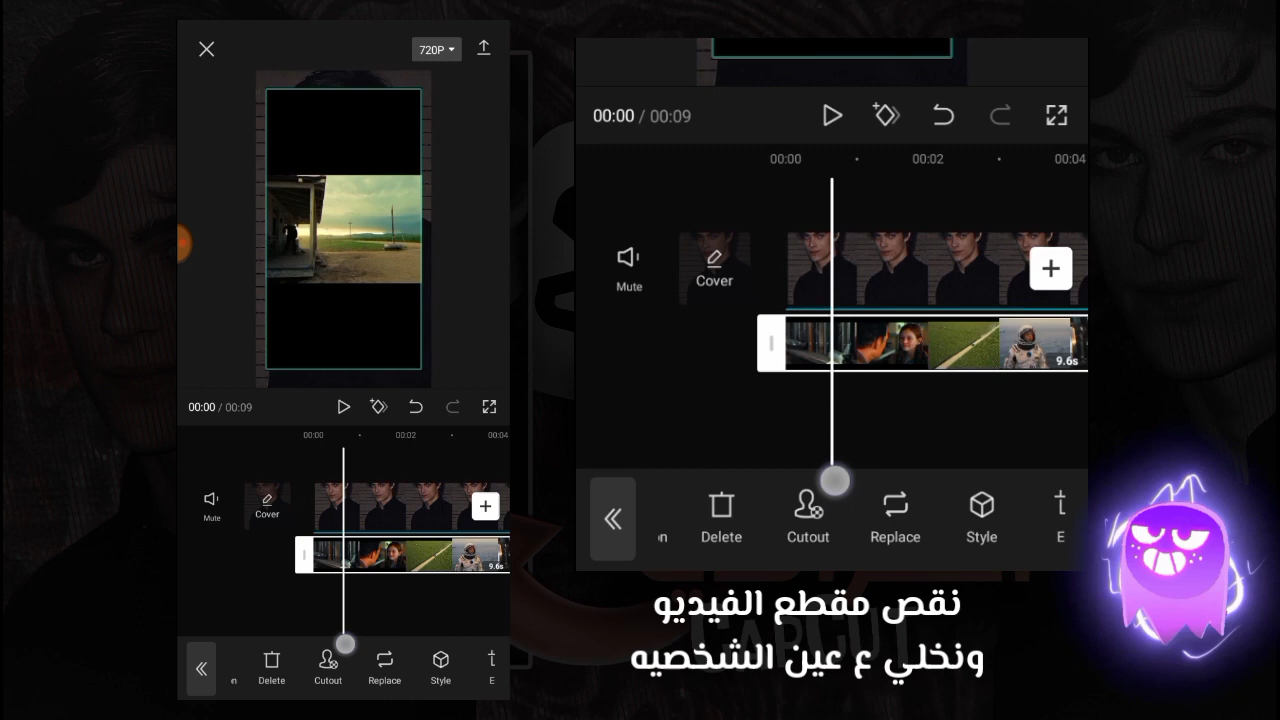 720P
00:00 / 00:09
00:00
00:02
00:04
Mute
Cover
9.6s
Delete
Cutout
Replace
Style
E
00:00 / 00:09
00:00
00:02
00:04
Mute
Cover
9.6s
Delete
Cutout
Replace
Style
E
نقص مقطع الفيديو
ونخلي ع عين الشخصيه
CAPCUT